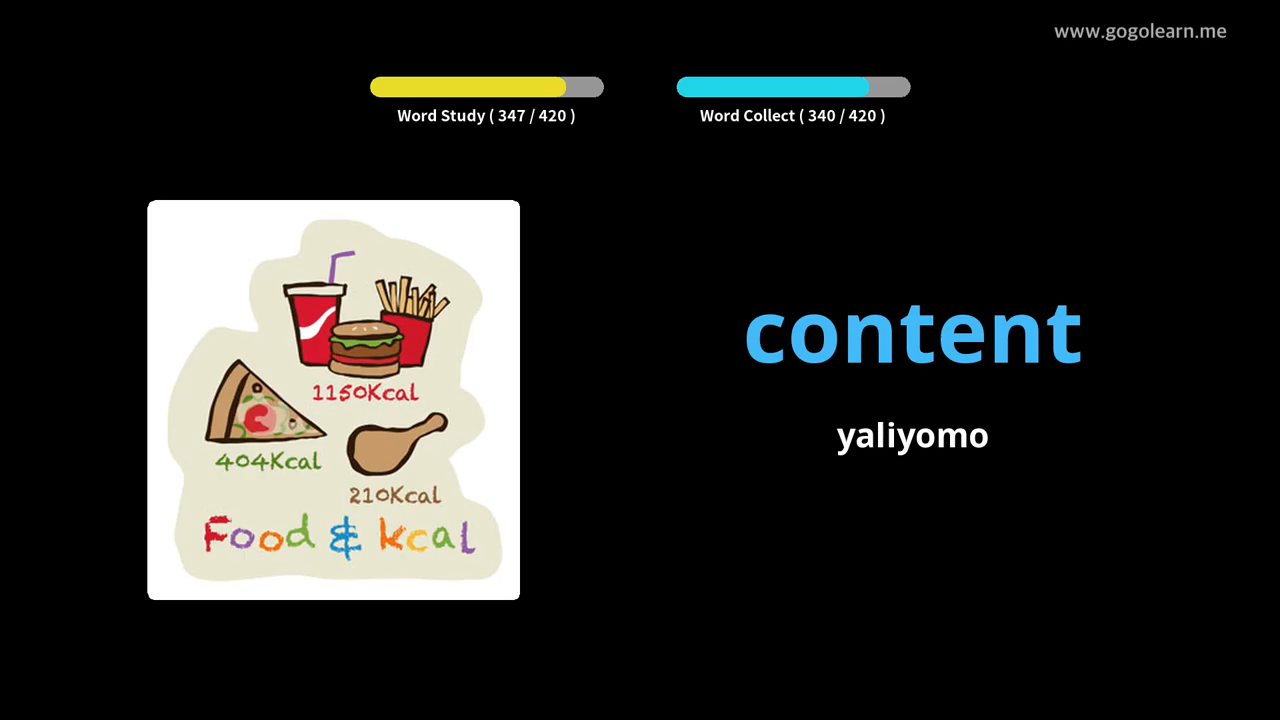 www.gogolearn.me
Word Study ( 347 / 420 )
Word Collect ( 340 / 420 )
1150Kcal
404Kcal
210Kcal
Food & kcal
content
yaliyomo